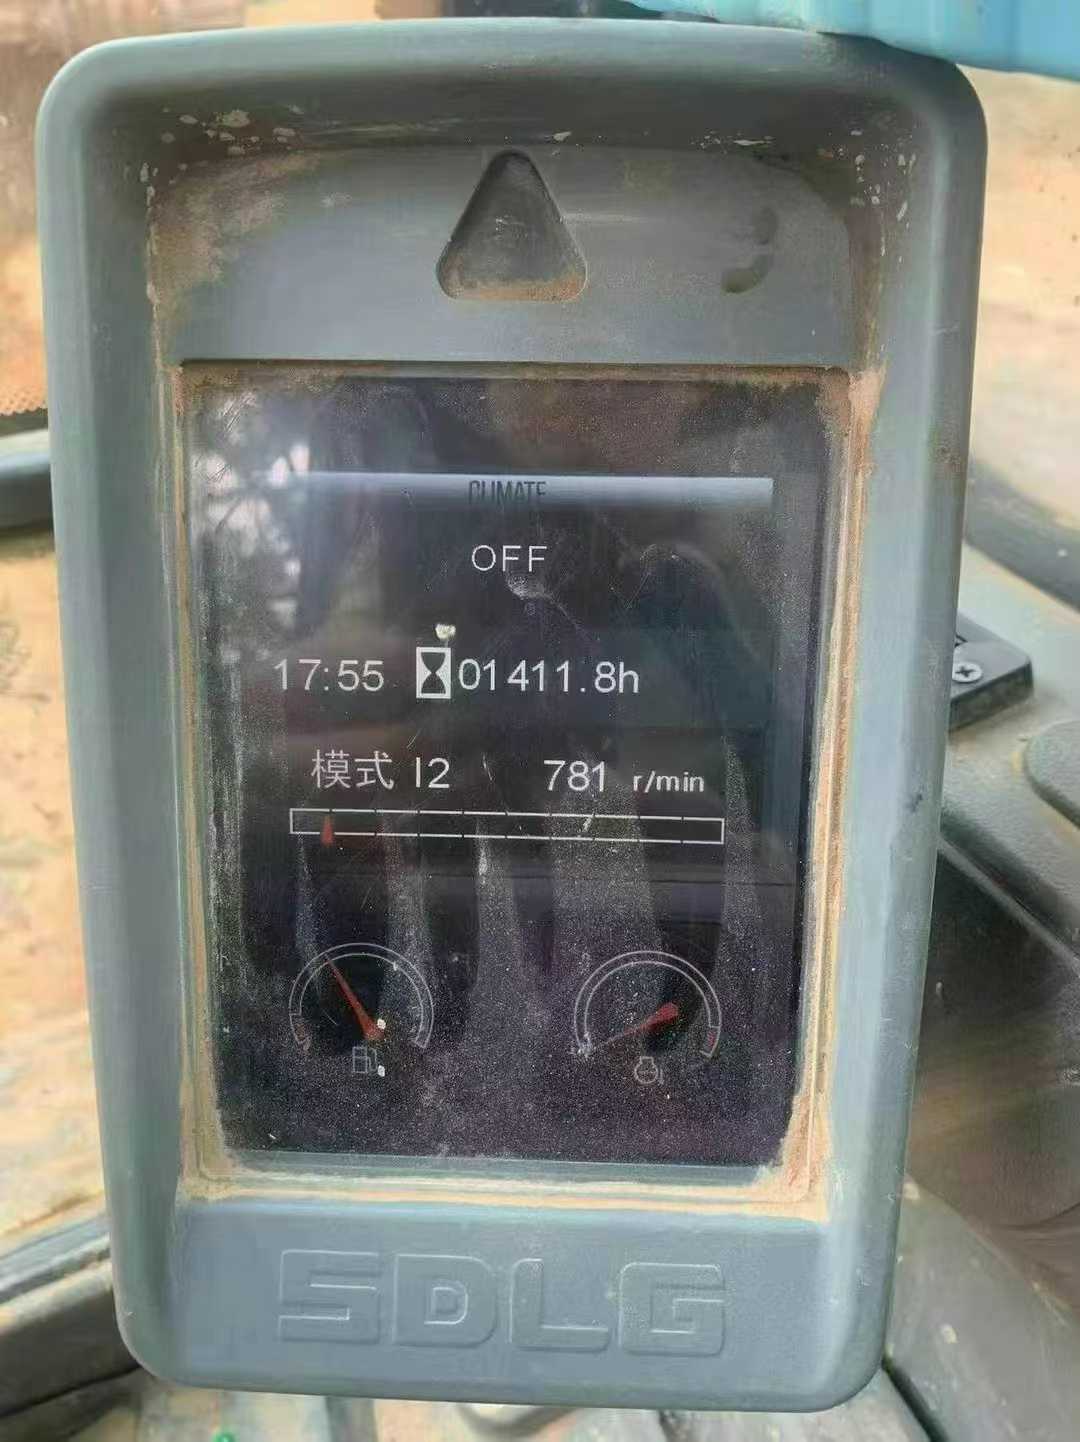 CLIMATE
OFF
17:55 01411.8h
模式 I2 781 r/min
SDLG